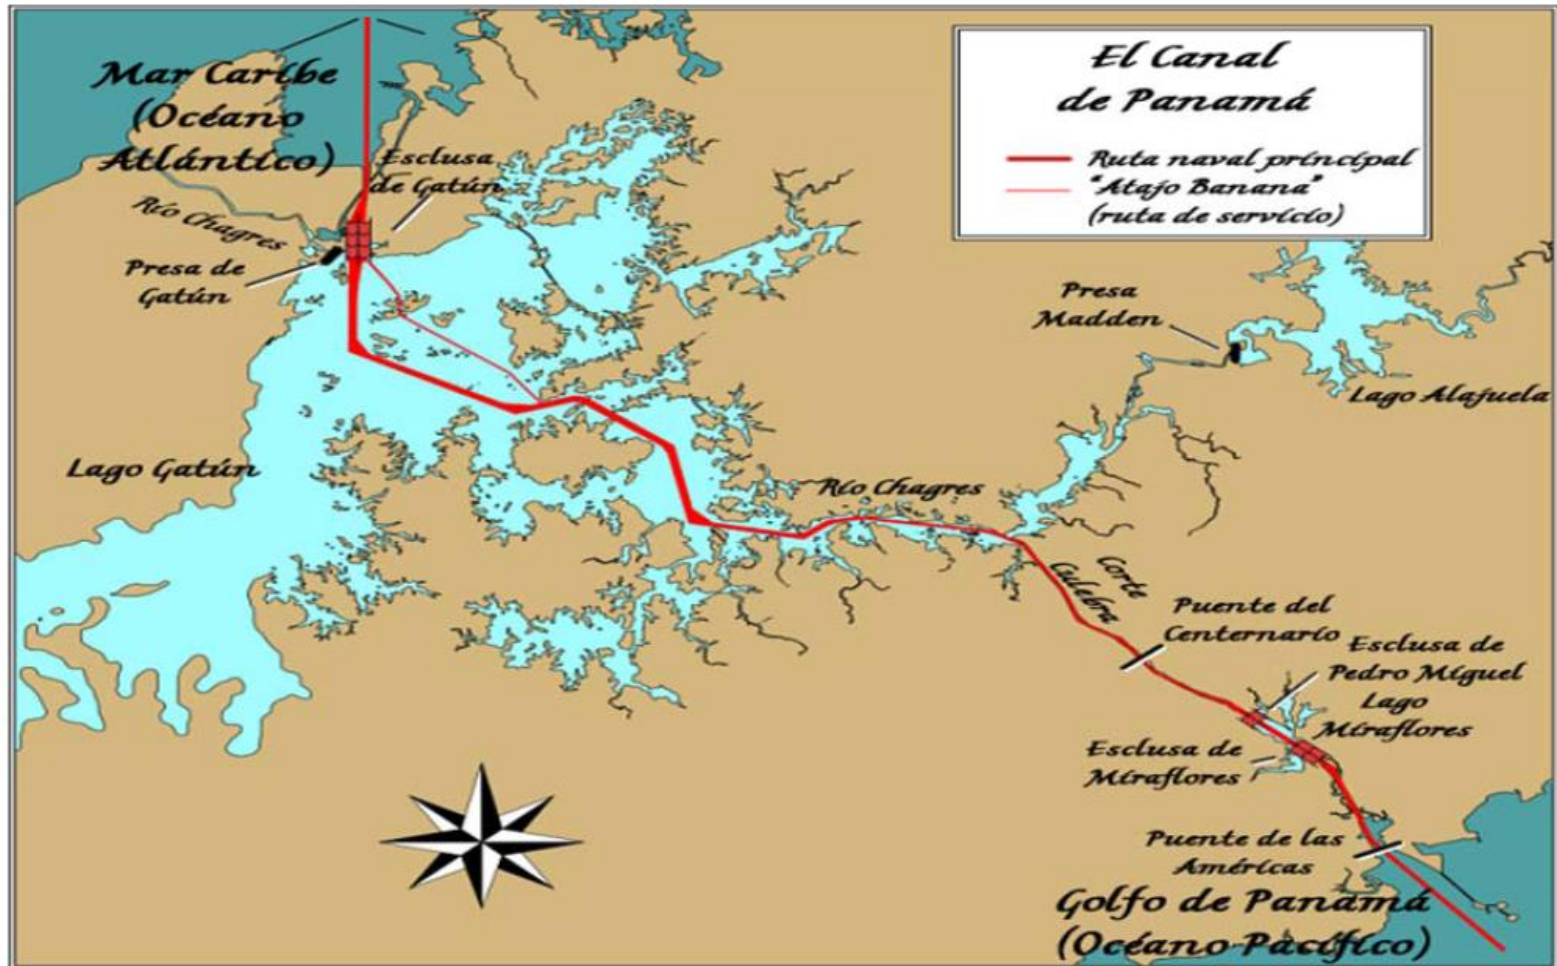 Mar Caribe
(Océano
Atlántico)
Esclusa
de Gatún
Río Chagres
Presa de
Gatún
El Canal
de Panamá
Ruta naval principal
"Atajo Banana"
(ruta de servicio)
Presa
Madden
Lago Alajuela
Lago Gatún
Río Chagres
Corte
Culebra
Puente del
Centernario
Esclusa de
Pedro Miguel
Lago
Miraflores
Esclusa de
Miraflores
Puente de las
Américas
Golfo de Panamá
(Océano Pacífico)